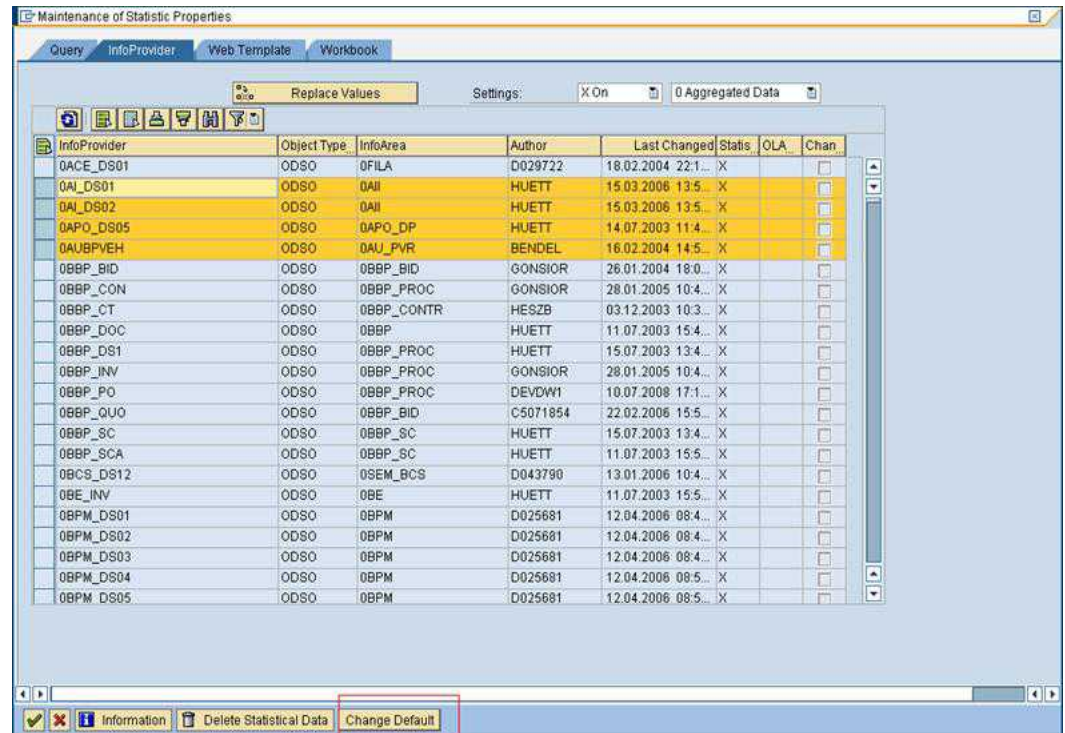 Maintenance of Statistic Properties
Query InfoProvider Web Template Workbook
Replace Values Settings: X On 0 Aggregated Data
InfoProvider Object Type... InfoArea Author Last Changed Statis... OLA... Chan...
0ACE_DS01 ODSO 0FILA D029722 18.02.2004 22:1... X
0AI_DS01 ODSO 0AII HUETT 15.03.2006 13:5... X
0AI_DS02 ODSO 0AII HUETT 15.03.2006 13:5... X
0APO_DS05 ODSO 0APO_DP HUETT 14.07.2003 11:4... X
0AUBPVEH ODSO 0AU_PVR BENDEL 16.02.2004 14:5... X
0BBP_BID ODSO 0BBP_BID GONSIOR 26.01.2004 18:0... X
0BBP_CON ODSO 0BBP_PROC GONSIOR 28.01.2005 10:4... X
0BBP_CT ODSO 0BBP_CONTR HESZB 03.12.2003 10:3... X
0BBP_DOC ODSO 0BBP HUETT 11.07.2003 15:4... X
0BBP_DS1 ODSO 0BBP_PROC HUETT 15.07.2003 13:4... X
0BBP_INV ODSO 0BBP_PROC GONSIOR 28.01.2005 10:4... X
0BBP_PO ODSO 0BBP_PROC DEVDW1 10.07.2008 17:1... X
0BBP_QUO ODSO 0BBP_BID C5071854 22.02.2006 15:5... X
0BBP_SC ODSO 0BBP_SC HUETT 15.07.2003 13:4... X
0BBP_SCA ODSO 0BBP_SC HUETT 11.07.2003 15:5... X
0BCS_DS12 ODSO 0SEM_BCS D043790 13.01.2006 10:4... X
0BE_INV ODSO 0BE HUETT 11.07.2003 15:5... X
0BPM_DS01 ODSO 0BPM D025681 12.04.2006 08:4... X
0BPM_DS02 ODSO 0BPM D025681 12.04.2006 08:4... X
0BPM_DS03 ODSO 0BPM D025681 12.04.2006 08:4... X
0BPM_DS04 ODSO 0BPM D025681 12.04.2006 08:5... X
0BPM_DS05 ODSO 0BPM D025681 12.04.2006 08:5... X
Information Delete Statistical Data Change Default